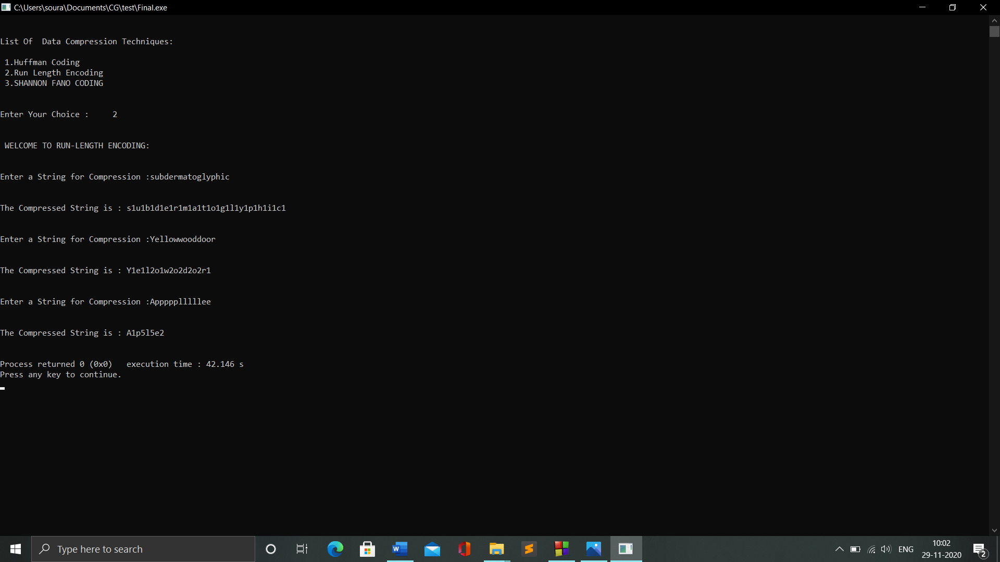 C:\Users\soura\Documents\CG\test\Final.exe
List Of  Data Compression Techniques:
1.Huffman Coding
2.Run Length Encoding
3.SHANNON FANO CODING
Enter Your Choice :     2
WELCOME TO RUN-LENGTH ENCODING:
Enter a String for Compression :subdermatoglyphic
The Compressed String is : s1u1b1d1e1r1m1a1t1o1g1l1y1p1h1i1c1
Enter a String for Compression :Yellowwooddoor
The Compressed String is : Y1e1l2o1w2o2d2o2r1
Enter a String for Compression :Appppplllllee
The Compressed String is : A1p5l5e2
Process returned 0 (0x0)   execution time : 42.146 s
Press any key to continue.
Type here to search
ENG
10:02
29-11-2020
2